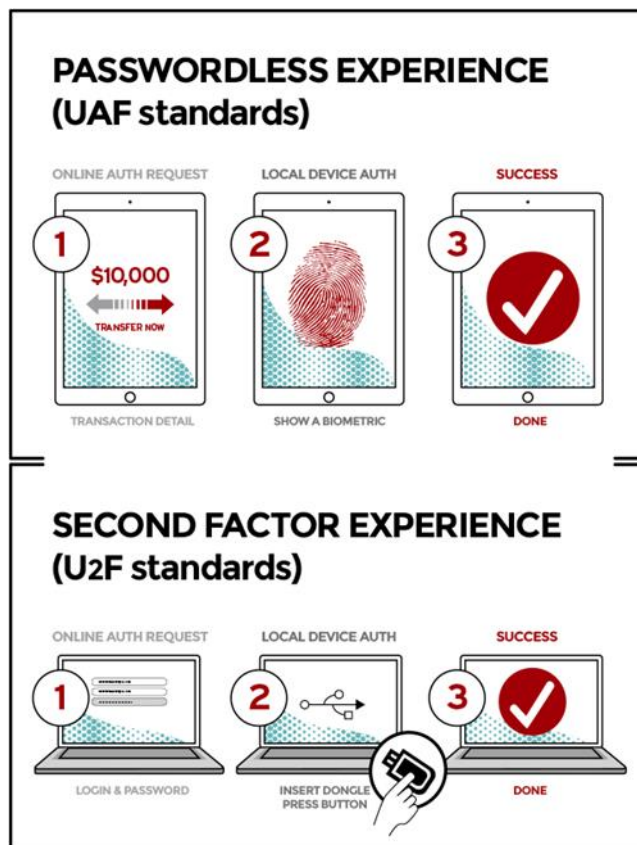 PASSWORDLESS EXPERIENCE
(UAF standards)
ONLINE AUTH REQUEST
LOCAL DEVICE AUTH
SUCCESS
1
$10,000
TRANSFER NOW
2
3
TRANSACTION DETAIL
SHOW A BIOMETRIC
DONE
SECOND FACTOR EXPERIENCE
(U2F standards)
ONLINE AUTH REQUEST
LOCAL DEVICE AUTH
SUCCESS
1
2
3
LOGIN & PASSWORD
INSERT DONGLE
PRESS BUTTON
DONE